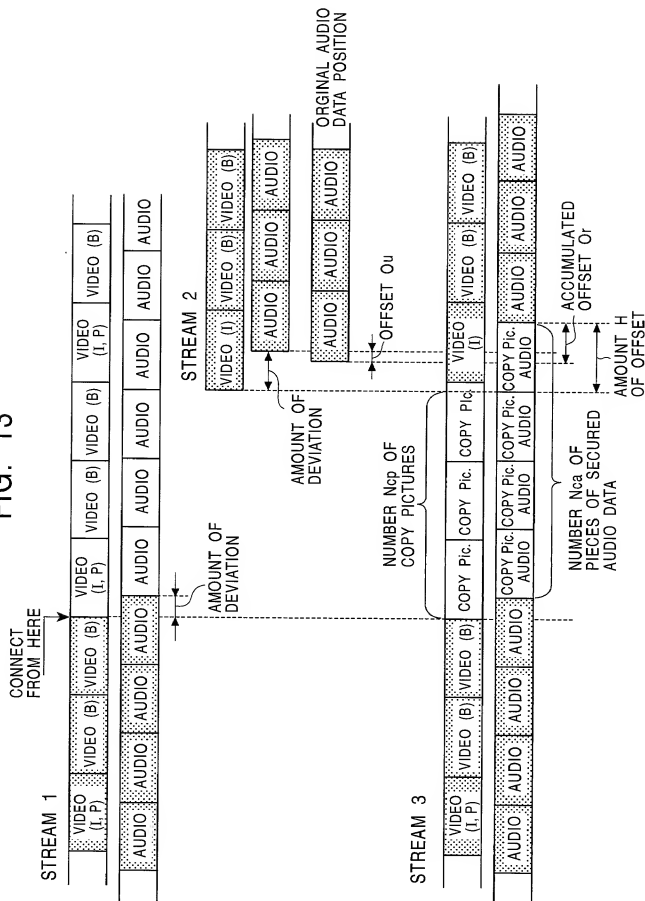 FIG. 13
CONNECT
FROM HERE
STREAM 1
VIDEO (I, P) VIDEO (B) VIDEO (B) VIDEO (I, P) VIDEO (B) VIDEO (B) VIDEO (I, P) VIDEO (B)
AUDIO AUDIO AUDIO AUDIO AUDIO AUDIO AUDIO AUDIO AUDIO AUDIO
AMOUNT OF
DEVIATION
STREAM 2
VIDEO (I) VIDEO (B) VIDEO (B)
AUDIO AUDIO AUDIO
AMOUNT OF
DEVIATION
AUDIO AUDIO AUDIO
ORGINAL AUDIO
DATA POSITION
OFFSET Ou
NUMBER Ncp OF
COPY PICTURES
STREAM 3
VIDEO (I, P) VIDEO (B) VIDEO (B) COPY Pic. COPY Pic. COPY Pic. VIDEO (I) VIDEO (B) VIDEO (B)
AUDIO AUDIO AUDIO AUDIO COPY Pic. AUDIO COPY Pic. AUDIO COPY Pic. AUDIO COPY Pic. AUDIO AUDIO AUDIO AUDIO
NUMBER Nca OF
PIECES OF SECURED
AUDIO DATA
ACCUMULATED
OFFSET Or
AMOUNT H
OF OFFSET